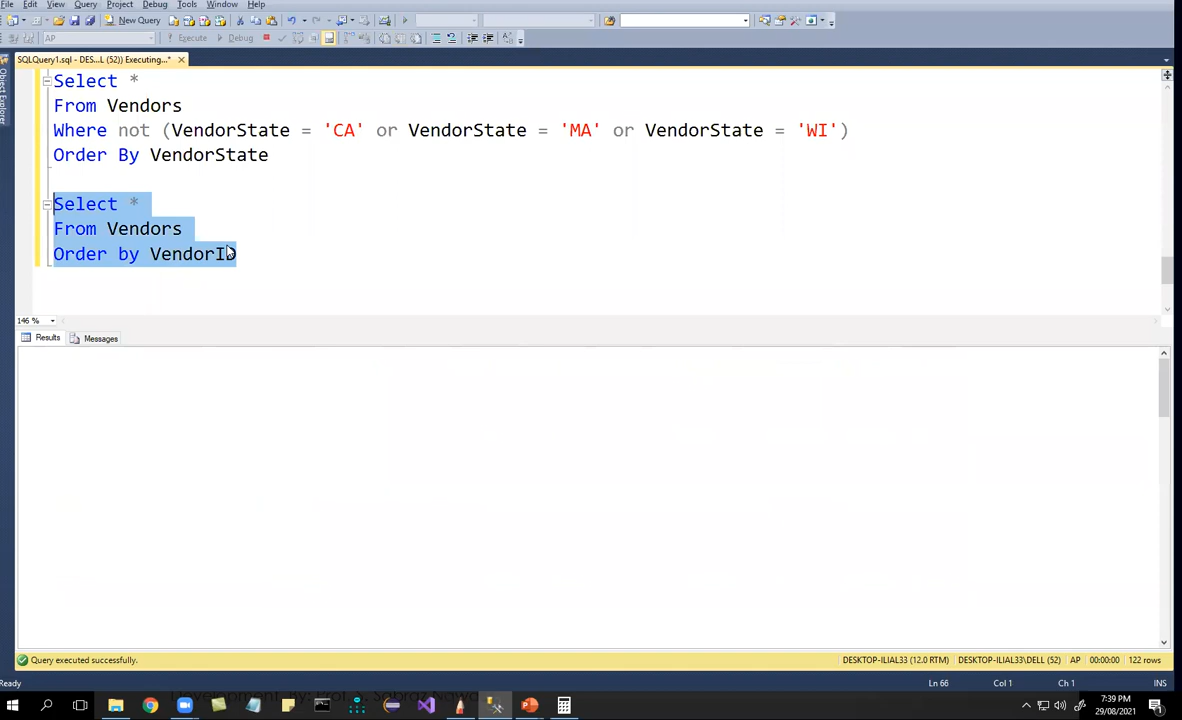 File Edit View Query Project Debug Tools Window Help
New Query
AP Execute Debug
SQLQuery1.sql - DES...L (52)) Executing...*
Object Explorer
Select *
From Vendors
Where not (VendorState = 'CA' or VendorState = 'MA' or VendorState = 'WI')
Order By VendorState
Select *
From Vendors
Order by VendorID
146 %
Results Messages
Query executed successfully. DESKTOP-ILIAL33 (12.0 RTM) DESKTOP-ILIAL33\DELL (52) AP 00:00:00 122 rows
Ready Ln 66 Col 1 Ch 1 INS
7:39 PM
29/08/2021